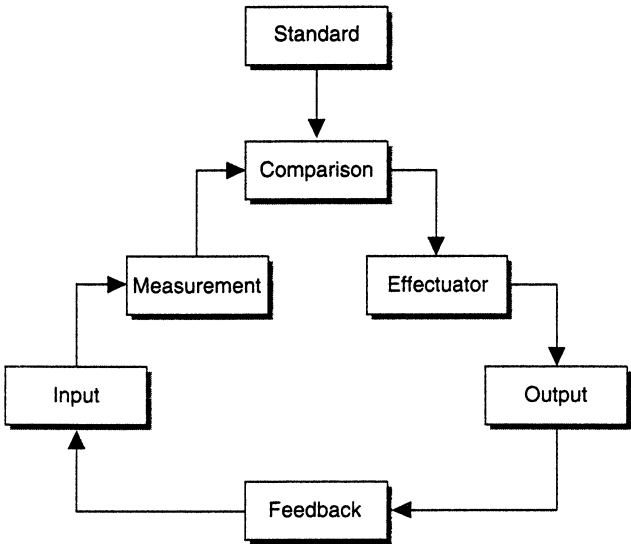 Standard
Comparison
Measurement
Effectuator
Input
Output
Feedback